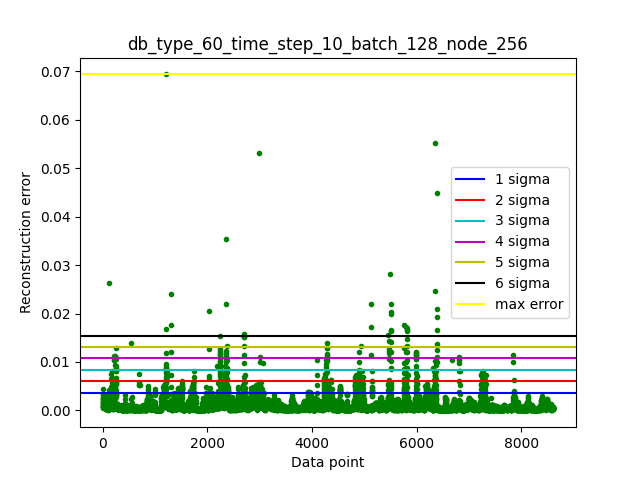 db_type_60_time_step_10_batch_128_node_256
Reconstruction error
0.07
0.06
0.05
0.04
0.03
0.02
0.01
0.00
1 sigma
2 sigma
3 sigma
4 sigma
5 sigma
6 sigma
max error
0
2000
4000
6000
8000
Data point